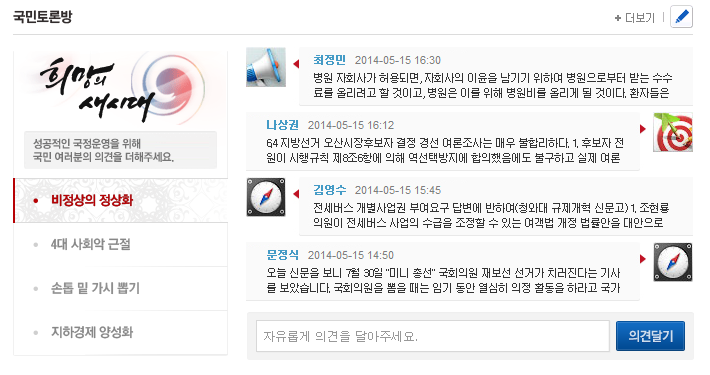 국민토론방
+ 더보기
희망의
새시대
성공적인 국정운영을 위해
국민 여러분의 의견을 더해주세요.
비정상의 정상화
4대 사회악 근절
손톱 밑 가시 뽑기
지하경제 양성화
최정민 2014-05-15 16:30
병원 자회사가 허용되면, 자회사의 이윤을 남기기 위하여 병원으로부터 받는 수수
료를 올리려고 할 것이고, 병원은 이를 위해 병원비를 올리게 될 것이다. 환자들은
나상권 2014-05-15 16:12
6.4 지방선거 오산시장후보자 결정 경선 여론조사는 매우 불합리하다. 1. 후보자 전
원이 시행규칙 제8조6항에 의해 역선택방지에 합의했음에도 불구하고 실제 여론
김영수 2014-05-15 15:45
전세버스 개별사업권 부여요구 답변에 반하여(청와대 규제개혁 신문고) 1, 조현룡
의원이 전세버스 사업의 수급을 조정할 수 있는 여객법 개정 법률안을 대안으로
문정식 2014-05-15 14:50
오늘 신문을 보니 7월 30일 "미니 총선" 국회의원 재보선 선거가 치러진다는 기사
를 보았습니다. 국회의원을 뽑을 때는 임기 동안 열심히 의정 활동을 하라고 국가
자유롭게 의견을 달아주세요.
의견달기